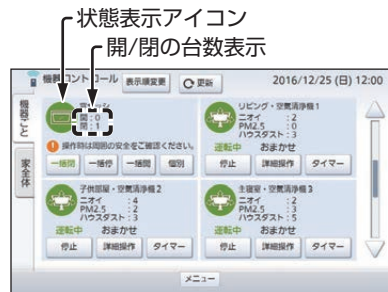 状態表示アイコン
開/閉の台数表示
機器コントロール 表示順変更 更新 2016/12/25 (日) 12:00
機器ごと
家全体
開：0
閉：1
操作時は周囲の安全をご確認ください。
一括開 一括停 一括閉 個別
リビング・空気清浄機1
ニオイ ：2
PM2.5 ：0
ハウスダスト：3
運転中 おまかせ
停止 詳細操作 タイマー
子供部屋・空気清浄機2
ニオイ ：4
PM2.5 ：2
ハウスダスト：3
運転中 おまかせ
停止 詳細操作 タイマー
主寝室・空気清浄機3
ニオイ ：2
PM2.5 ：3
ハウスダスト：5
運転中 おまかせ
停止 詳細操作 タイマー
メニュー